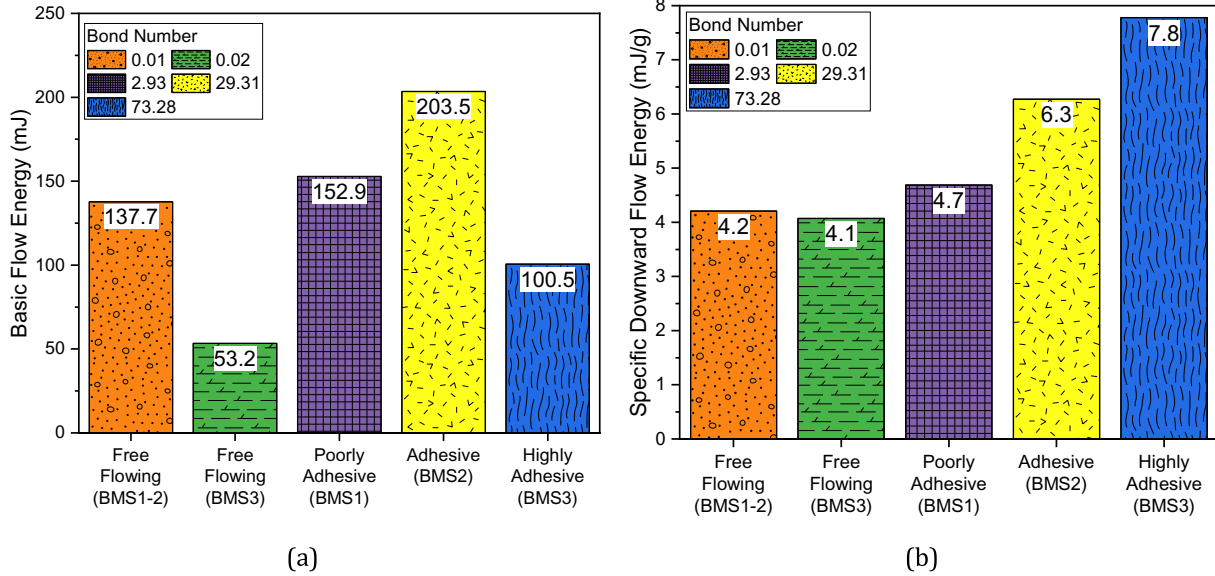 250
200
150
100
50
0
Basic Flow Energy (mJ)
Bond Number
0.01
0.02
2.93
29.31
73.28
137.7
53.2
152.9
203.5
100.5
Free
Flowing
(BMS1-2)
Free
Flowing
(BMS3)
Poorly
Adhesive
(BMS1)
Adhesive
(BMS2)
Highly
Adhesive
(BMS3)
(a)
8
7
6
5
4
3
2
1
0
Specific Downward Flow Energy (mJ/g)
Bond Number
0.01
0.02
2.93
29.31
73.28
4.2
4.1
4.7
6.3
7.8
Free
Flowing
(BMS1-2)
Free
Flowing
(BMS3)
Poorly
Adhesive
(BMS1)
Adhesive
(BMS2)
Highly
Adhesive
(BMS3)
(b)